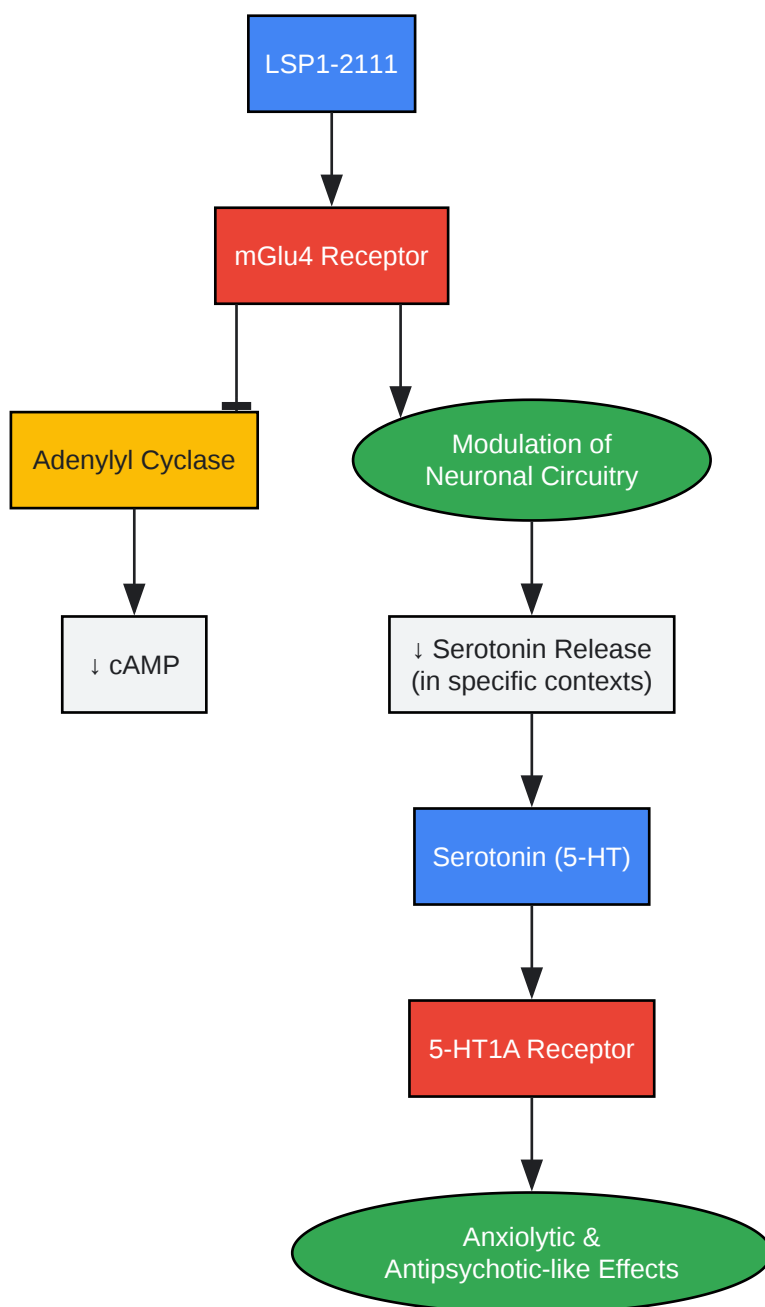 LSP1-2111
mGlu4 Receptor
Adenylyl Cyclase
Modulation of
Neuronal Circuitry
↓ cAMP
↓ Serotonin Release
(in specific contexts)
Serotonin (5-HT)
5-HT1A Receptor
Anxiolytic &
Antipsychotic-like Effects